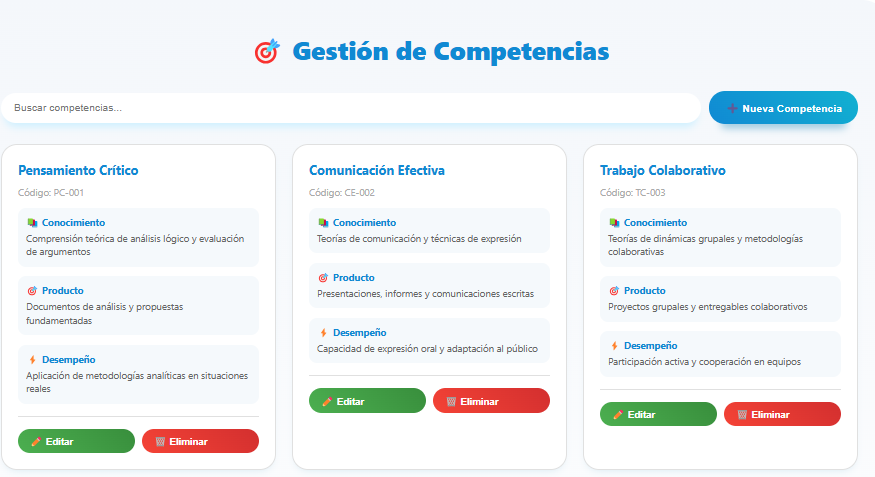 Gestión de Competencias
Buscar competencias...
Nueva Competencia
Pensamiento Crítico
Código: PC-001
Conocimiento
Comprensión teórica de análisis lógico y evaluación
de argumentos
Producto
Documentos de análisis y propuestas
fundamentadas
Desempeño
Aplicación de metodologías analíticas en situaciones
reales
Editar
Eliminar
Comunicación Efectiva
Código: CE-002
Conocimiento
Teorías de comunicación y técnicas de expresión
Producto
Presentaciones, informes y comunicaciones escritas
Desempeño
Capacidad de expresión oral y adaptación al público
Editar
Eliminar
Trabajo Colaborativo
Código: TC-003
Conocimiento
Teorías de dinámicas grupales y metodologías
colaborativas
Producto
Proyectos grupales y entregables colaborativos
Desempeño
Participación activa y cooperación en equipos
Editar
Eliminar